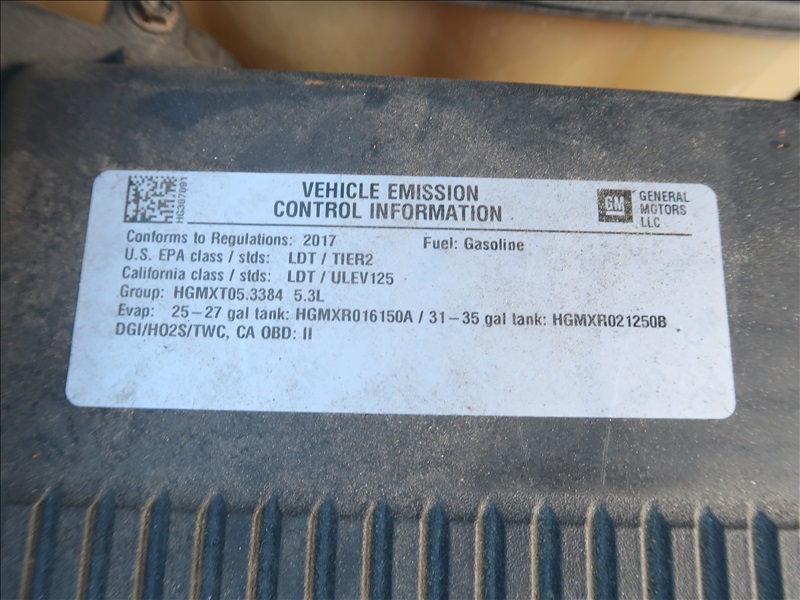 HG307091
VEHICLE EMISSION
CONTROL INFORMATION
GM
GENERAL
MOTORS
LLC
Conforms to Regulations: 2017 Fuel: Gasoline
U.S. EPA class / stds: LDT / TIER2
California class / stds: LDT / ULEV125
Group: HGMXT05.3384 5.3L
Evap: 25-27 gal tank: HGMXR016150A / 31-35 gal tank: HGMXR021250B
DGI/HO2S/TWC, CA OBD: II